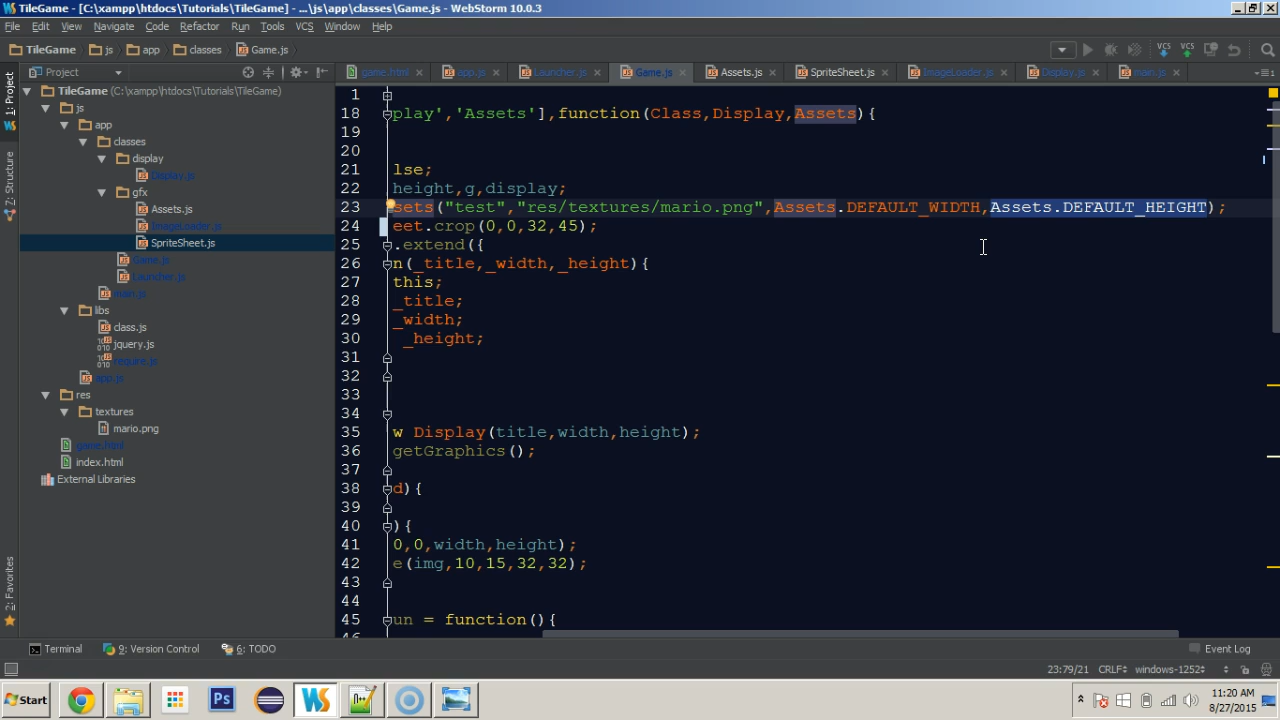 TileGame - [C:\xampp\htdocs\Tutorials\TileGame] - ...\js\app\classes\Game.js - WebStorm 10.0.3
File Edit View Navigate Code Refactor Run Tools VCS Window Help
TileGame js app classes Game.js
Project game.html app.js Launcher.js Game.js Assets.js SpriteSheet.js ImageLoader.js Display.js main.js
1: Project
Structure
2: Favorites
TileGame (C:\xampp\htdocs\Tutorials\TileGame)
js
app
classes
display
Display.js
gfx
Assets.js
ImageLoader.js
SpriteSheet.js
Game.js
Launcher.js
main.js
libs
class.js
jquery.js
require.js
app.js
res
textures
mario.png
game.html
index.html
External Libraries
1
18 play','Assets'],function(Class,Display,Assets){
19
20
21 lse;
22 height,g,display;
23 sets("test","res/textures/mario.png",Assets.DEFAULT_WIDTH,Assets.DEFAULT_HEIGHT);
24 eet.crop(0,0,32,45);
25 .extend({
26 n(_title,_width,_height){
27 this;
28 _title;
29 _width;
30 _height;
31
32
33
34
35 w Display(title,width,height);
36 getGraphics();
37
38 d){
39
40 ){
41 0,0,width,height);
42 e(img,10,15,32,32);
43
44
45 un = function(){
46
Terminal 9: Version Control 6: TODO Event Log
23:79/21 CRLF windows-1252
Start Ps WS 11:20 AM
8/27/2015